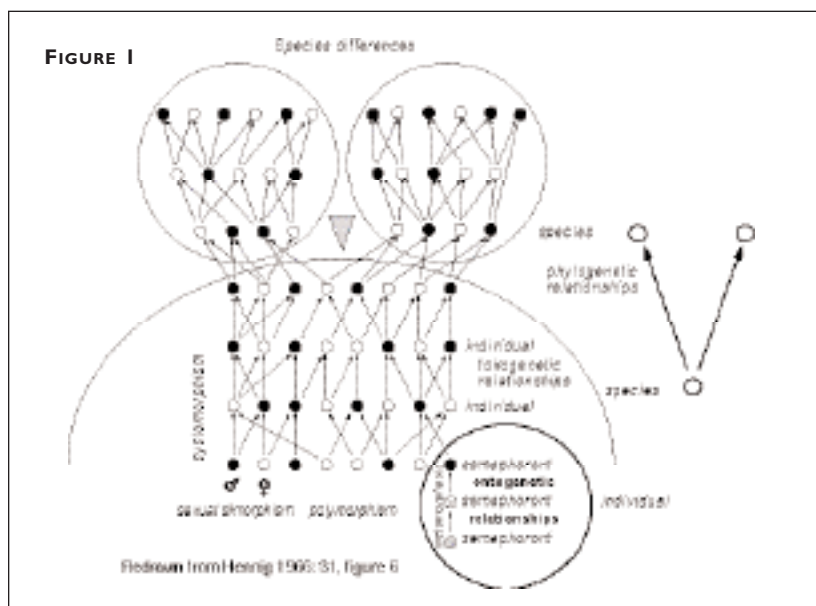 FIGURE 1
Species differences
species
phylogenetic
relationships
individual
tokogenetic
relationships
species
individual
cyclomorphism
♂ ♀
sexual dimorphism polymorphism
semaphoront
ontogenetic
semaphoront
relationships
semaphoront
individual
Redrawn from Hennig 1966: 31, figure 6